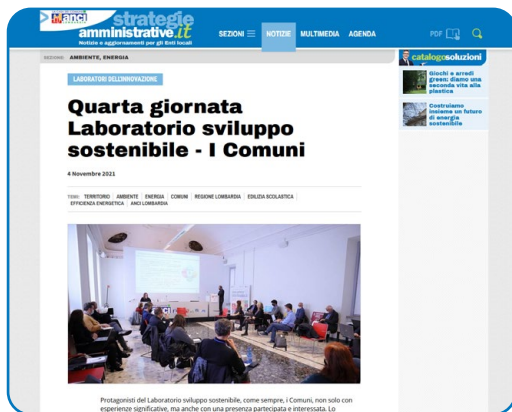 anci
strategie
amministrative.it
Notizie e aggiornamenti per gli Enti locali
SEZIONI
NOTIZIE
MULTIMEDIA
AGENDA
PDF
SEZIONE: AMBIENTE, ENERGIA
LABORATORI DELL'INNOVAZIONE
Quarta giornata
Laboratorio sviluppo
sostenibile - I Comuni
4 Novembre 2021
TEMI: TERRITORIO AMBIENTE ENERGIA COMUNI REGIONE LOMBARDIA EDILIZIA SCOLASTICA
EFFICIENZA ENERGETICA ANCI LOMBARDIA
Protagonisti del Laboratorio sviluppo sostenibile, come sempre, i Comuni, non solo con
esperienze significative, ma anche con una presenza partecipata e interessata. Lo
catalogosoluzioni
Giochi e arredi
green: diamo una
seconda vita alla
plastica
Costruiamo
insieme un futuro
di energia
sostenibile